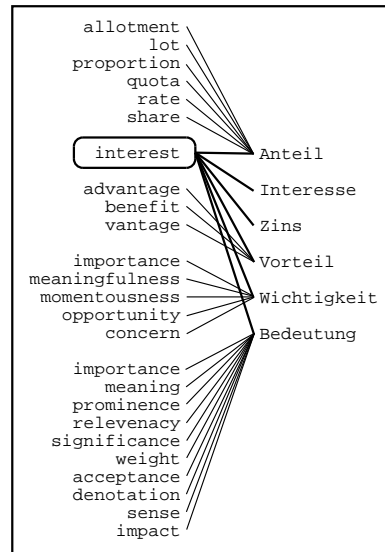 allotment
lot
proportion
quota
rate
share
interest
Anteil
Interesse
advantage
benefit
Zins
vantage
Vorteil
importance
meaningfulness
momentousness
Wichtigkeit
opportunity
concern
Bedeutung
importance
meaning
prominence
relevenacy
significance
weight
acceptance
denotation
sense
impact